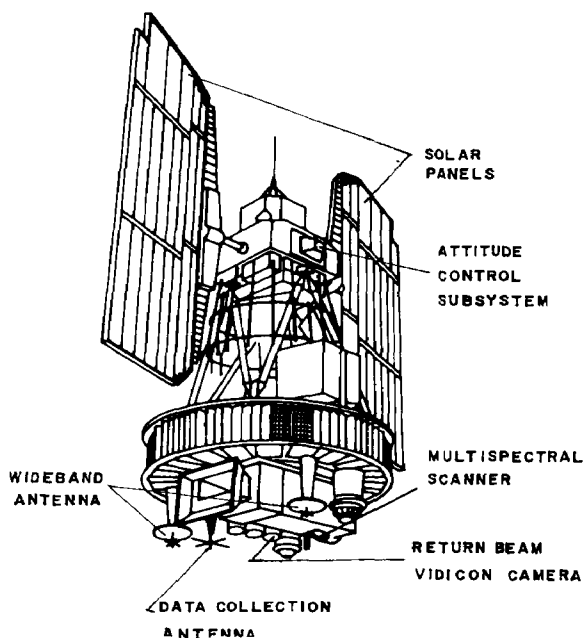 SOLAR
PANELS
ATTITUDE
CONTROL
SUBSYSTEM
MULTISPECTRAL
SCANNER
WIDEBAND
ANTENNA
RETURN BEAM
VIDICON CAMERA
DATA COLLECTION
ANTENNA